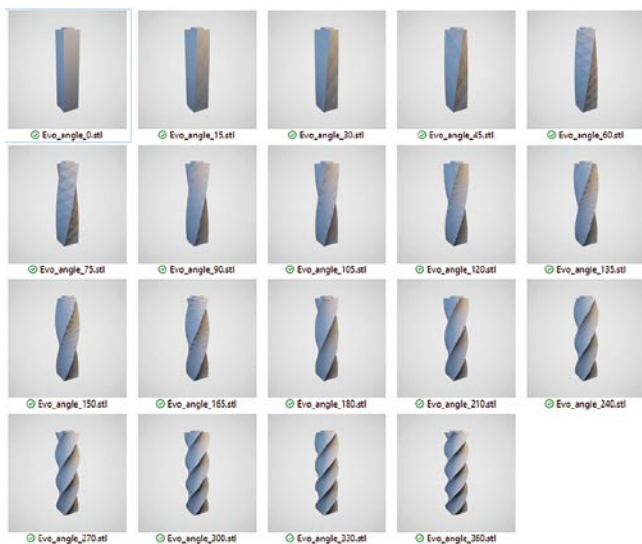 Evo_angle_0.stl
Evo_angle_15.stl
Evo_angle_30.stl
Evo_angle_45.stl
Evo_angle_60.stl
Evo_angle_75.stl
Evo_angle_90.stl
Evo_angle_105.stl
Evo_angle_120.stl
Evo_angle_135.stl
Evo_angle_150.stl
Evo_angle_165.stl
Evo_angle_180.stl
Evo_angle_210.stl
Evo_angle_240.stl
Evo_angle_270.stl
Evo_angle_300.stl
Evo_angle_330.stl
Evo_angle_360.stl